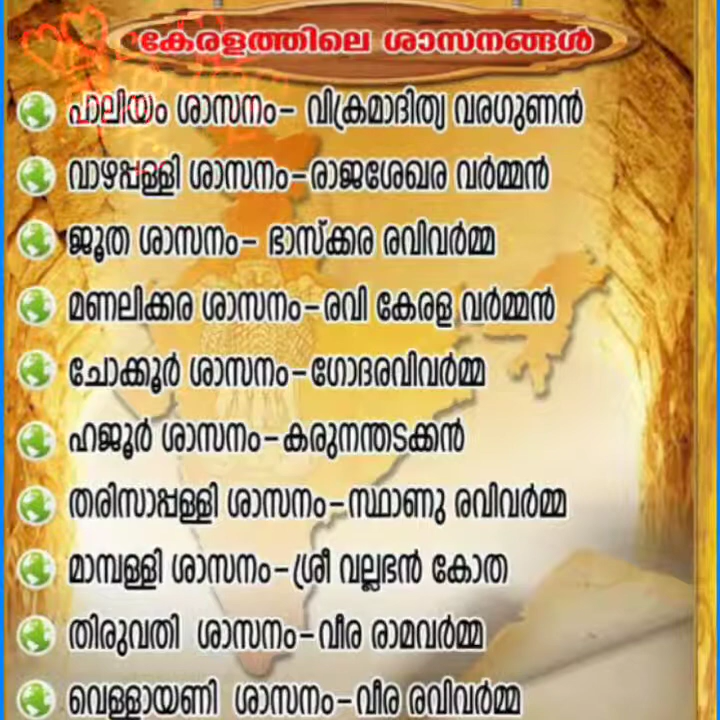 കേരളത്തിലെ ശാസനങ്ങൾ
പാലിയം ശാസനം- വിക്രമാദിത്യ വരഗുണൻ
വാഴപ്പള്ളി ശാസനം-രാജശേഖര വർമ്മൻ
ജൂത ശാസനം- ഭാസ്ക്കര രവിവർമ്മ
മണലിക്കര ശാസനം-രവി കേരള വർമ്മൻ
ചോക്കൂർ ശാസനം-ഗോദരവിവർമ്മ
ഹജൂർ ശാസനം-കരുനന്തടക്കൻ
തരിസാപ്പള്ളി ശാസനം-സ്ഥാണു രവിവർമ്മ
മാമ്പള്ളി ശാസനം-ശ്രീ വല്ലഭൻ കോത
തിരുവതി ശാസനം-വീര രാമവർമ്മ
വെള്ളായണി ശാസനം-വീര രവിവർമ്മ